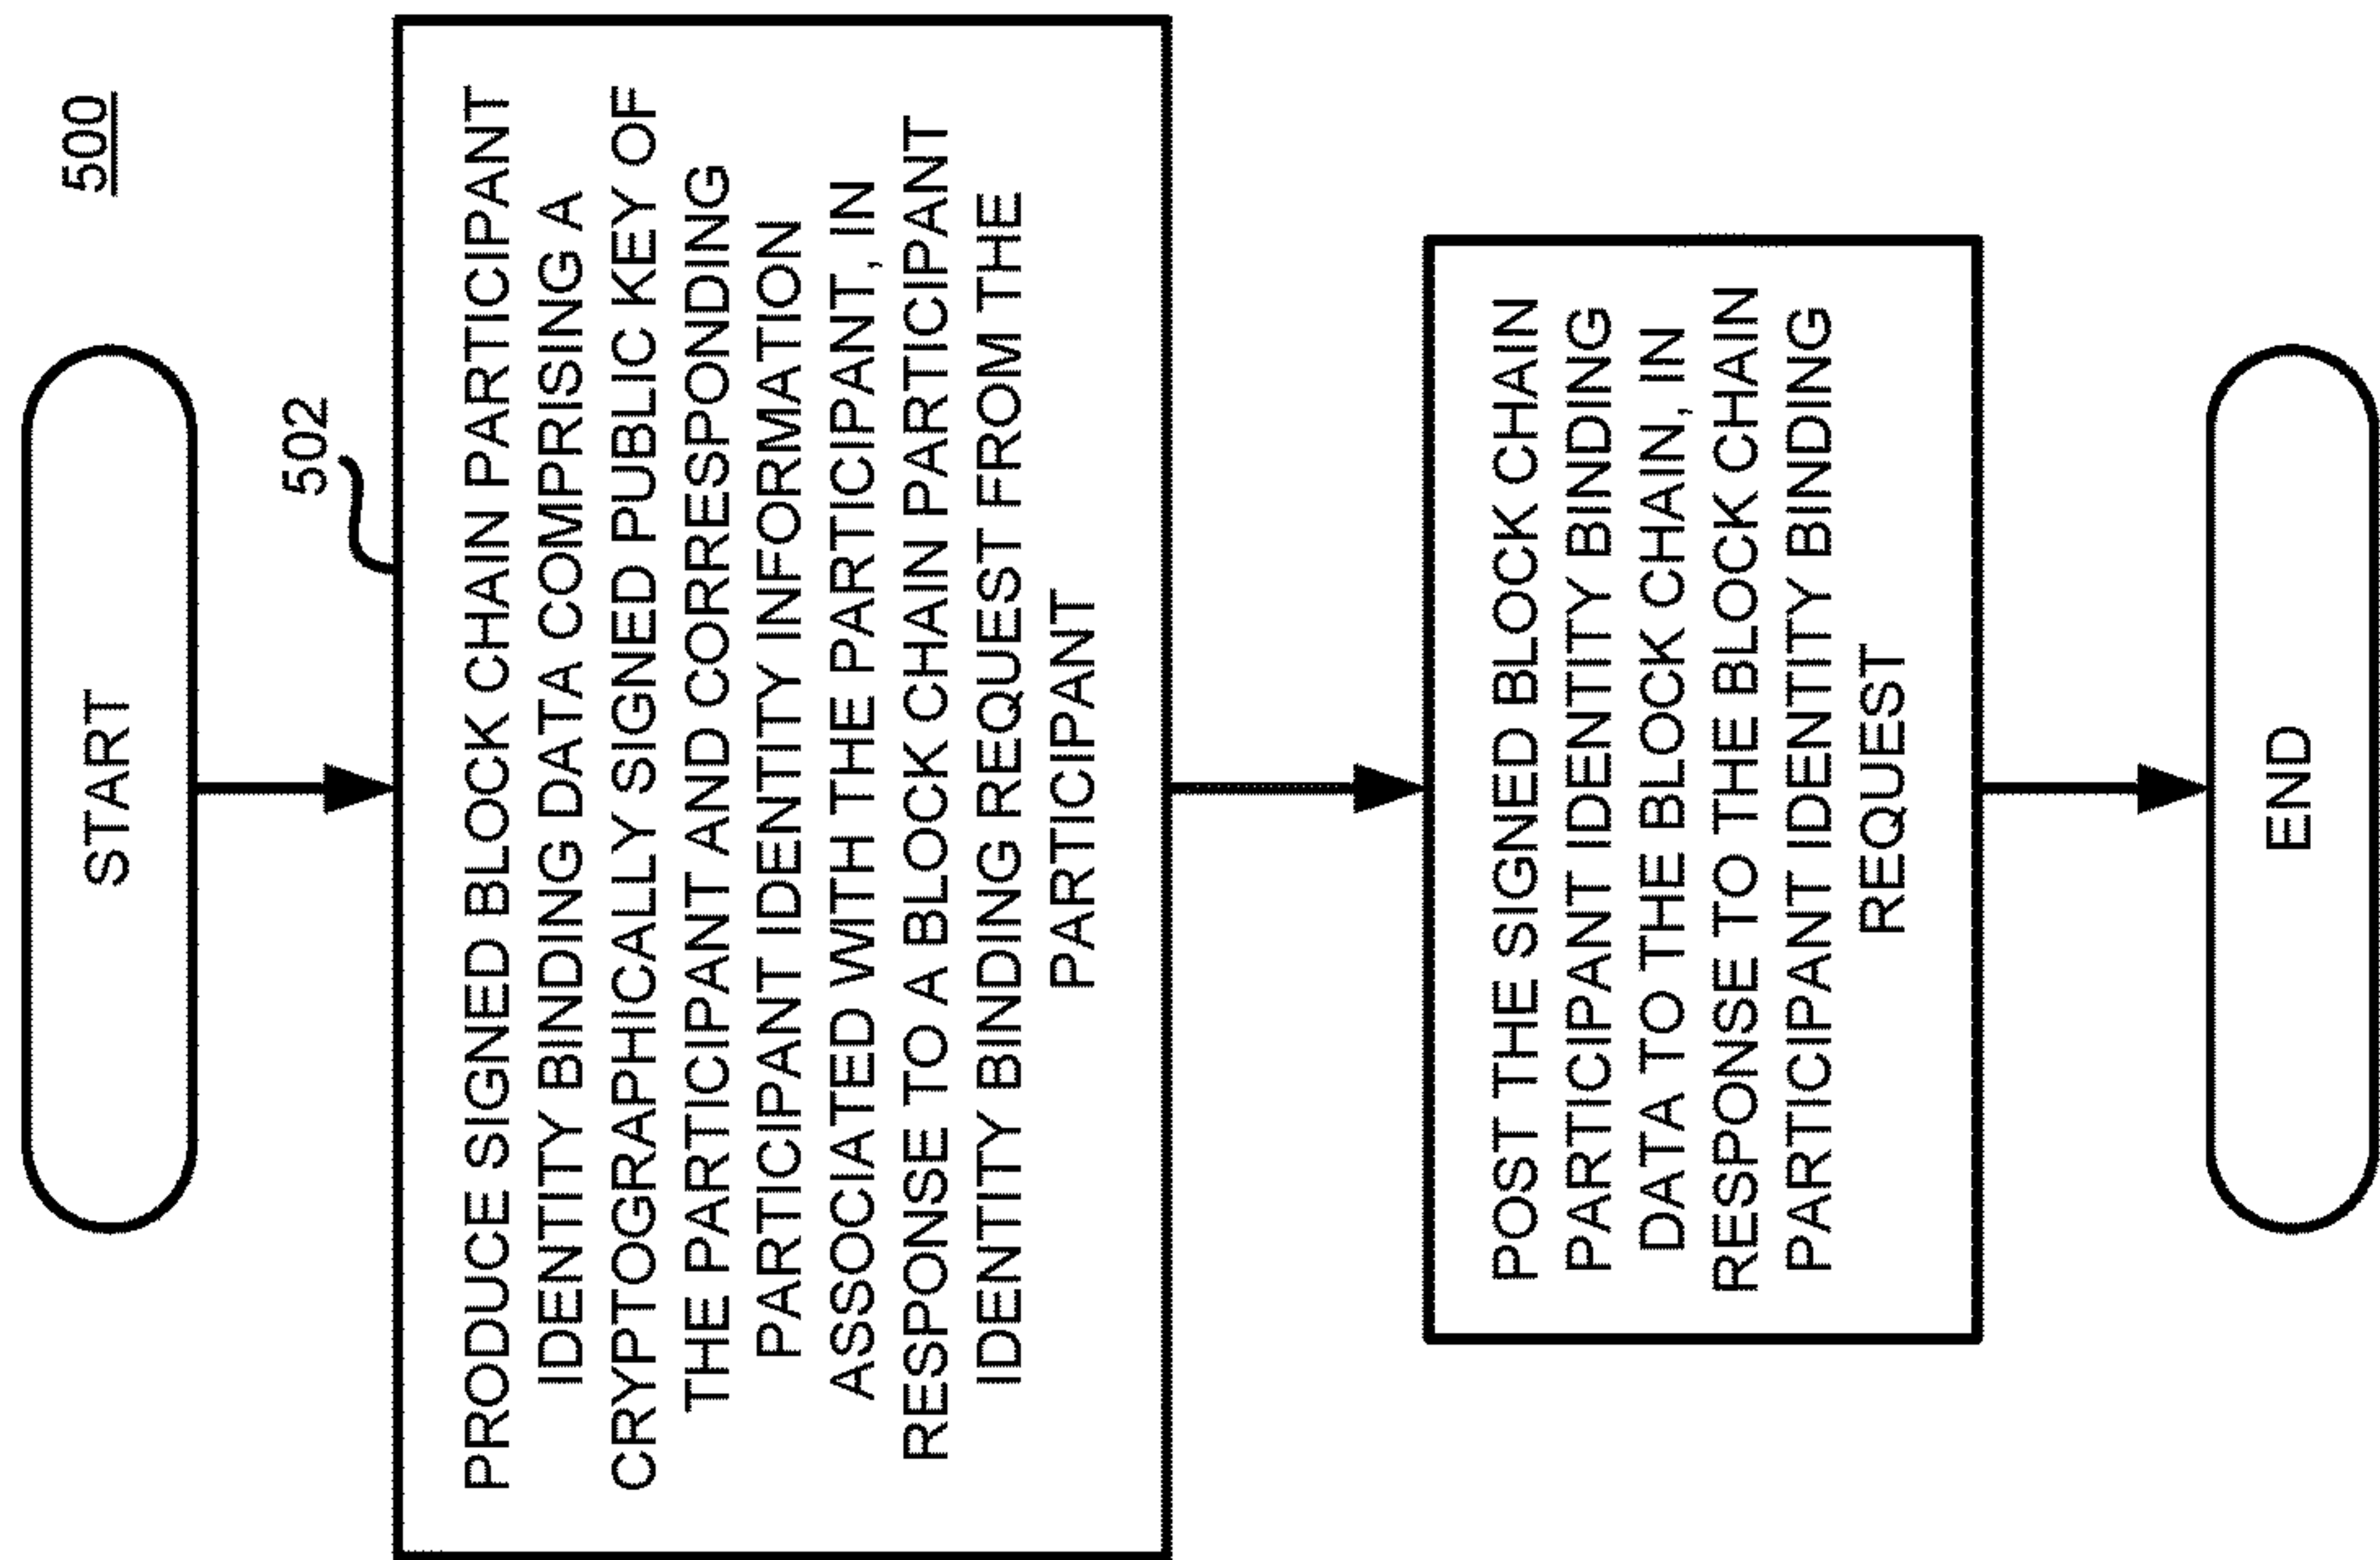 500
START
502
PRODUCE SIGNED BLOCK CHAIN PARTICIPANT
IDENTITY BINDING DATA COMPRISING A
CRYPTOGRAPHICALLY SIGNED PUBLIC KEY OF
THE PARTICIPANT AND CORRESPONDING
PARTICIPANT IDENTITY INFORMATION
ASSOCIATED WITH THE PARTICIPANT, IN
RESPONSE TO A BLOCK CHAIN PARTICIPANT
IDENTITY BINDING REQUEST FROM THE
PARTICIPANT
POST THE SIGNED BLOCK CHAIN
PARTICIPANT IDENTITY BINDING
DATA TO THE BLOCK CHAIN, IN
RESPONSE TO THE BLOCK CHAIN
PARTICIPANT IDENTITY BINDING
REQUEST
END